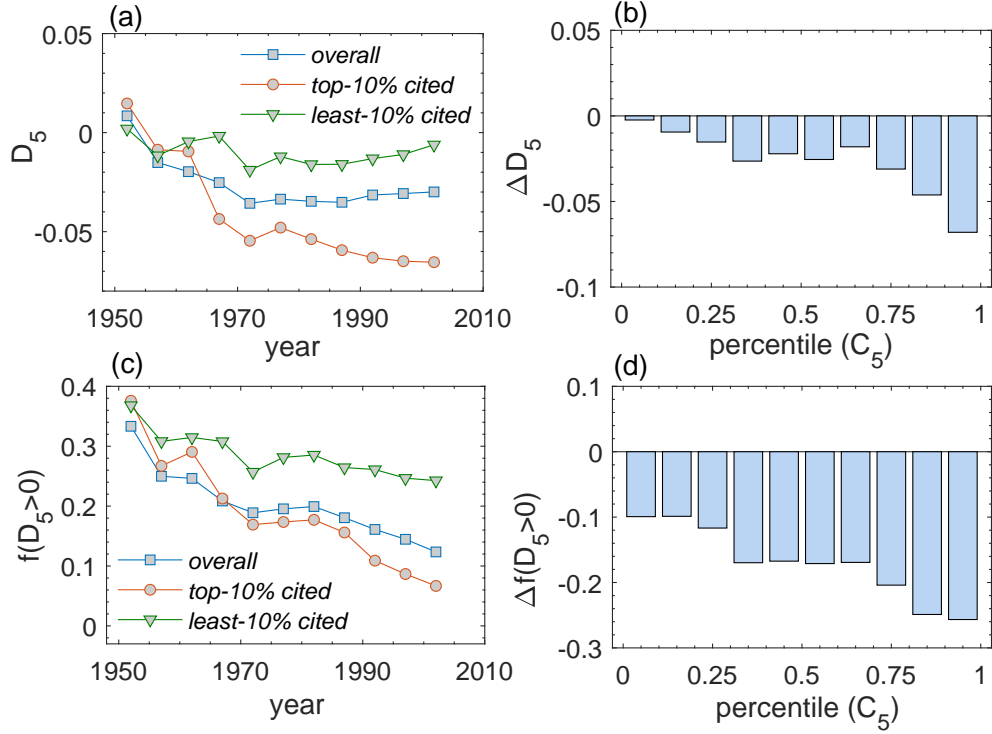 (a)
0.05
0
-0.05
D5
overall
top-10% cited
least-10% cited
1950
1970
1990
2010
year
(b)
0.05
0
-0.05
-0.1
ΔD5
0
0.25
0.5
0.75
1
percentile (C5)
(c)
0.4
0.3
0.2
0.1
0
f(D5>0)
overall
top-10% cited
least-10% cited
1950
1970
1990
2010
year
(d)
0.1
0
-0.1
-0.2
-0.3
Δf(D5>0)
0
0.25
0.5
0.75
1
percentile (C5)